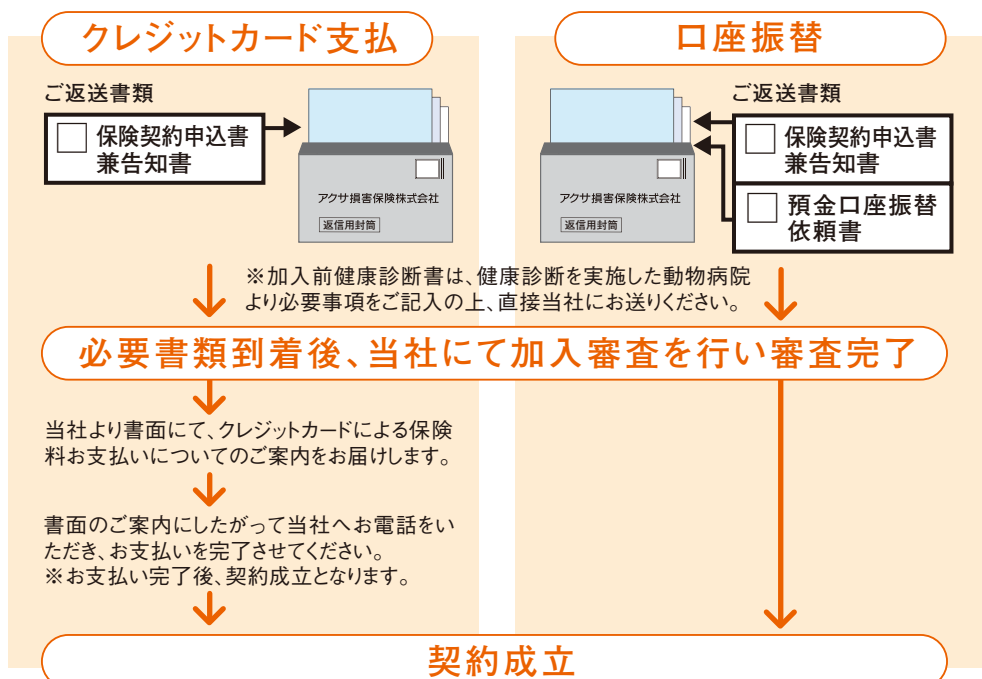 クレジットカード支払
ご返送書類
保険契約申込書
兼告知書
アクサ損害保険株式会社
返信用封筒
口座振替
ご返送書類
保険契約申込書
兼告知書
預金口座振替
依頼書
アクサ損害保険株式会社
返信用封筒
※加入前健康診断書は、健康診断を実施した動物病院
より必要事項をご記入の上、直接当社にお送りください。
必要書類到着後、当社にて加入審査を行い審査完了
当社より書面にて、クレジットカードによる保険
料お支払いについてのご案内をお届けします。
書面のご案内にしたがって当社へお電話をい
ただき、お支払いを完了させてください。
※お支払い完了後、契約成立となります。
契約成立